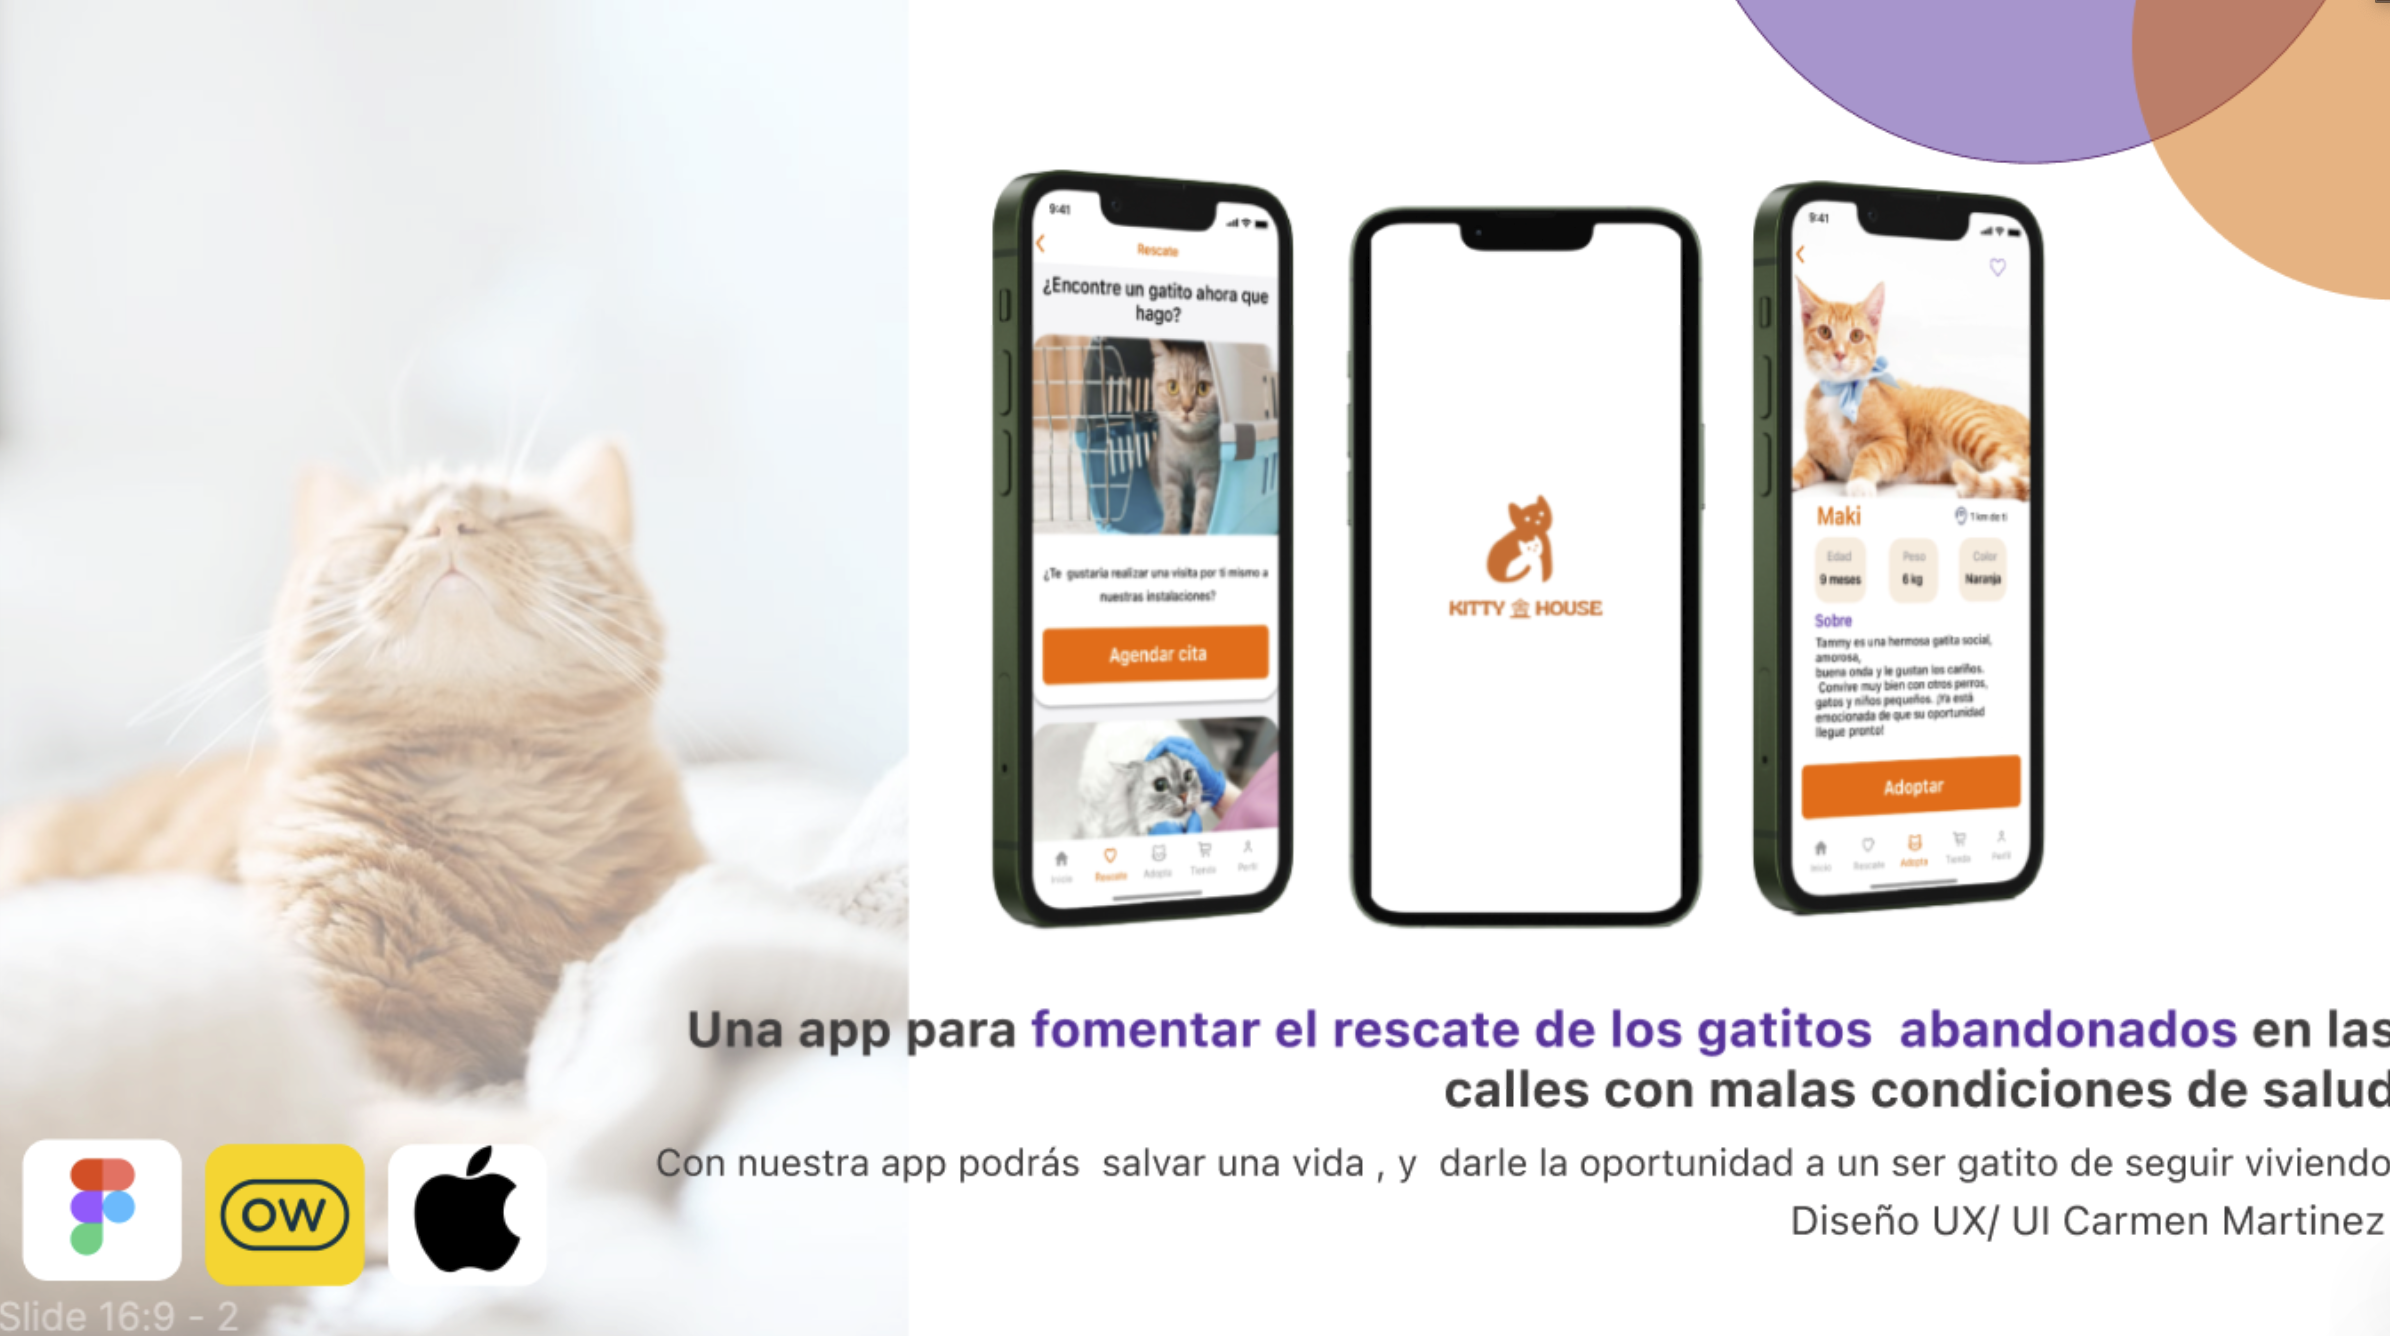 9:41
Rescate
¿Encontre un gatito ahora que
hago?
¿Te gustaria realizar una visita por ti mismo a
nuestras instalaciones?
Agendar cita
Inicio Rescate Adopta Tienda Perfil
KITTY HOUSE
9:41
Maki
1 km de ti
Edad Peso Color
9 meses 6 kg Naranja
Sobre
Tammy es una hermosa gatita social,
amorosa,
buena onda y le gustan los cariños.
Convive muy bien con otros perros,
gatos y niños pequeños. ¡Ya está
emocionada de que su oportunidad
llegue pronto!
Adoptar
Inicio Rescate Adopta Tienda Perfil
Una app para fomentar el rescate de los gatitos abandonados en las
calles con malas condiciones de salud
Con nuestra app podrás salvar una vida , y darle la oportunidad a un ser gatito de seguir viviendo
Diseño UX/ UI Carmen Martinez
OW
Slide 16:9 - 2